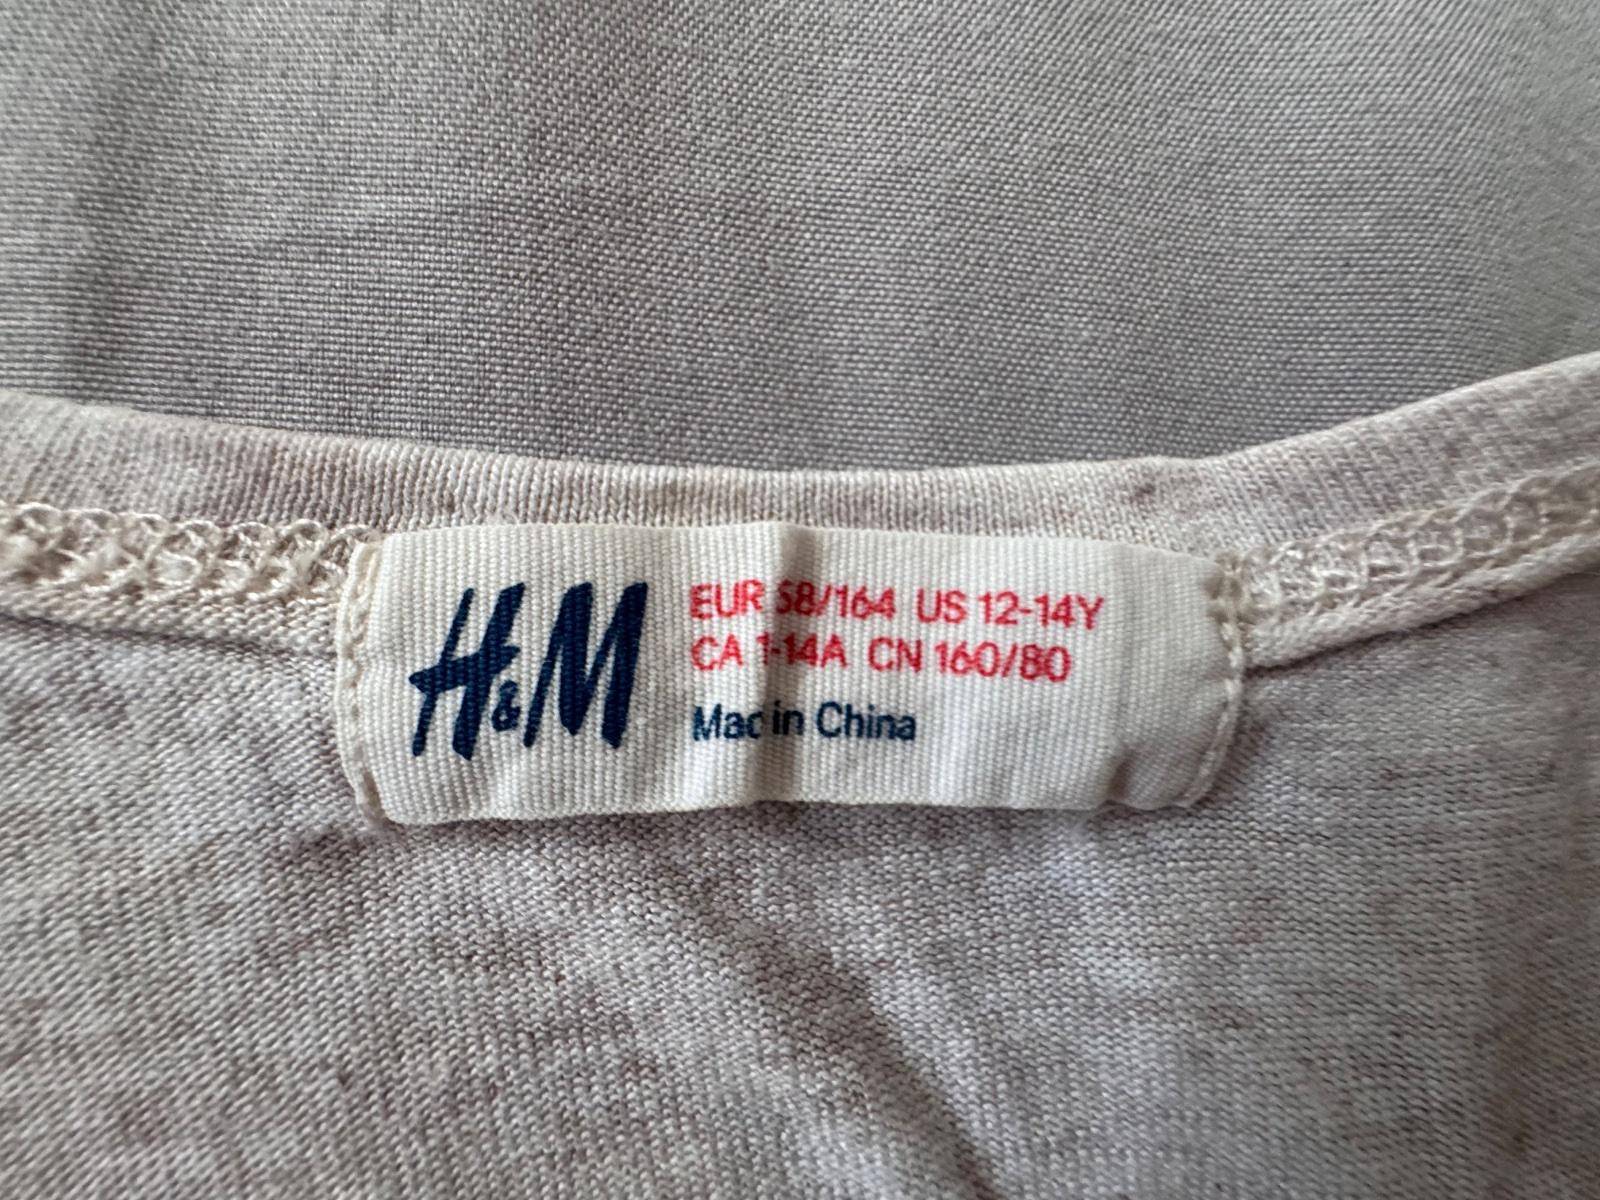 H&M
EUR 58/164 US 12-14Y
CA 1-14A CN 160/80
Mad in China